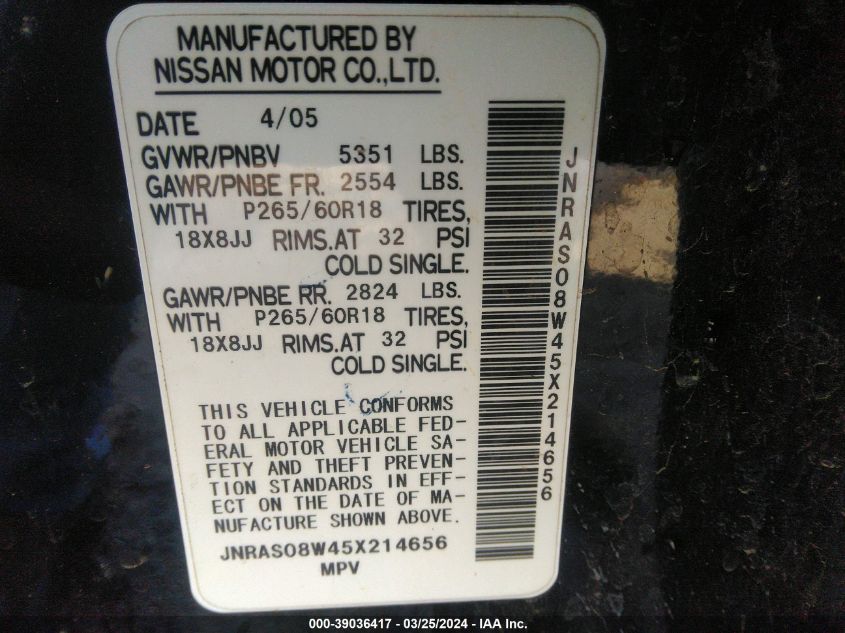 MANUFACTURED BY
NISSAN MOTOR CO.,LTD.
DATE 4/05
GVWR/PNBV 5351 LBS.
GAWR/PNBE FR. 2554 LBS.
WITH P265/60R18 TIRES,
18X8JJ RIMS.AT 32 PSI
COLD SINGLE.
GAWR/PNBE RR. 2824 LBS.
WITH P265/60R18 TIRES,
18X8JJ RIMS.AT 32 PSI
COLD SINGLE.
THIS VEHICLE CONFORMS
TO ALL APPLICABLE FED-
ERAL MOTOR VEHICLE SA-
FETY AND THEFT PREVEN-
TION STANDARDS IN EFF-
ECT ON THE DATE OF MA-
NUFACTURE SHOWN ABOVE.
JNRAS08W45X214656
MPV
JNRAS08W45X214656
000-39036417 — 03/25/2024 — IAA Inc.